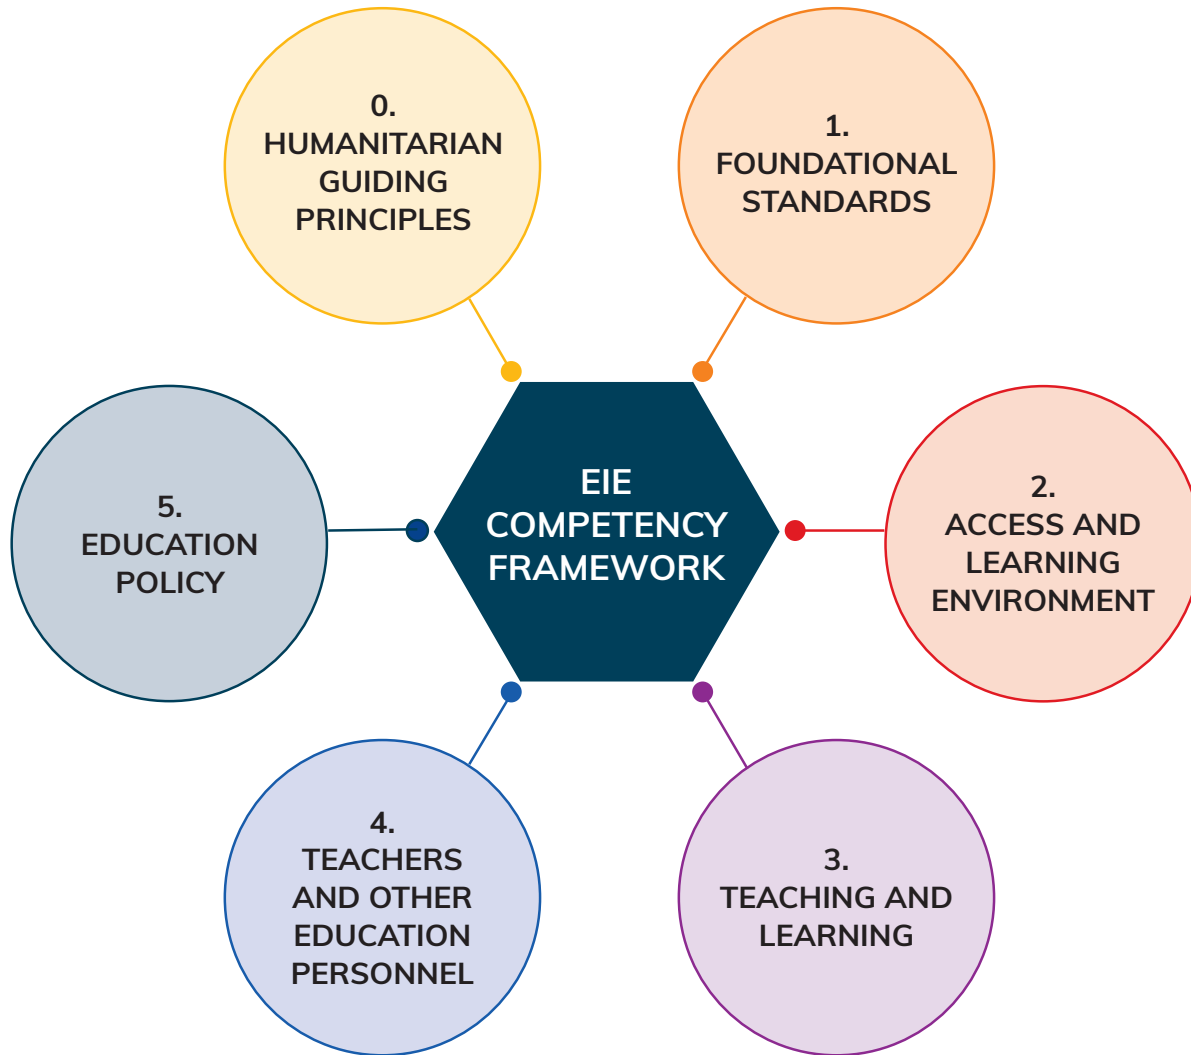 0.
HUMANITARIAN
GUIDING
PRINCIPLES
1.
FOUNDATIONAL
STANDARDS
EIE
COMPETENCY
FRAMEWORK
2.
ACCESS AND
LEARNING
ENVIRONMENT
3.
TEACHING AND
LEARNING
4.
TEACHERS
AND OTHER
EDUCATION
PERSONNEL
5.
EDUCATION
POLICY